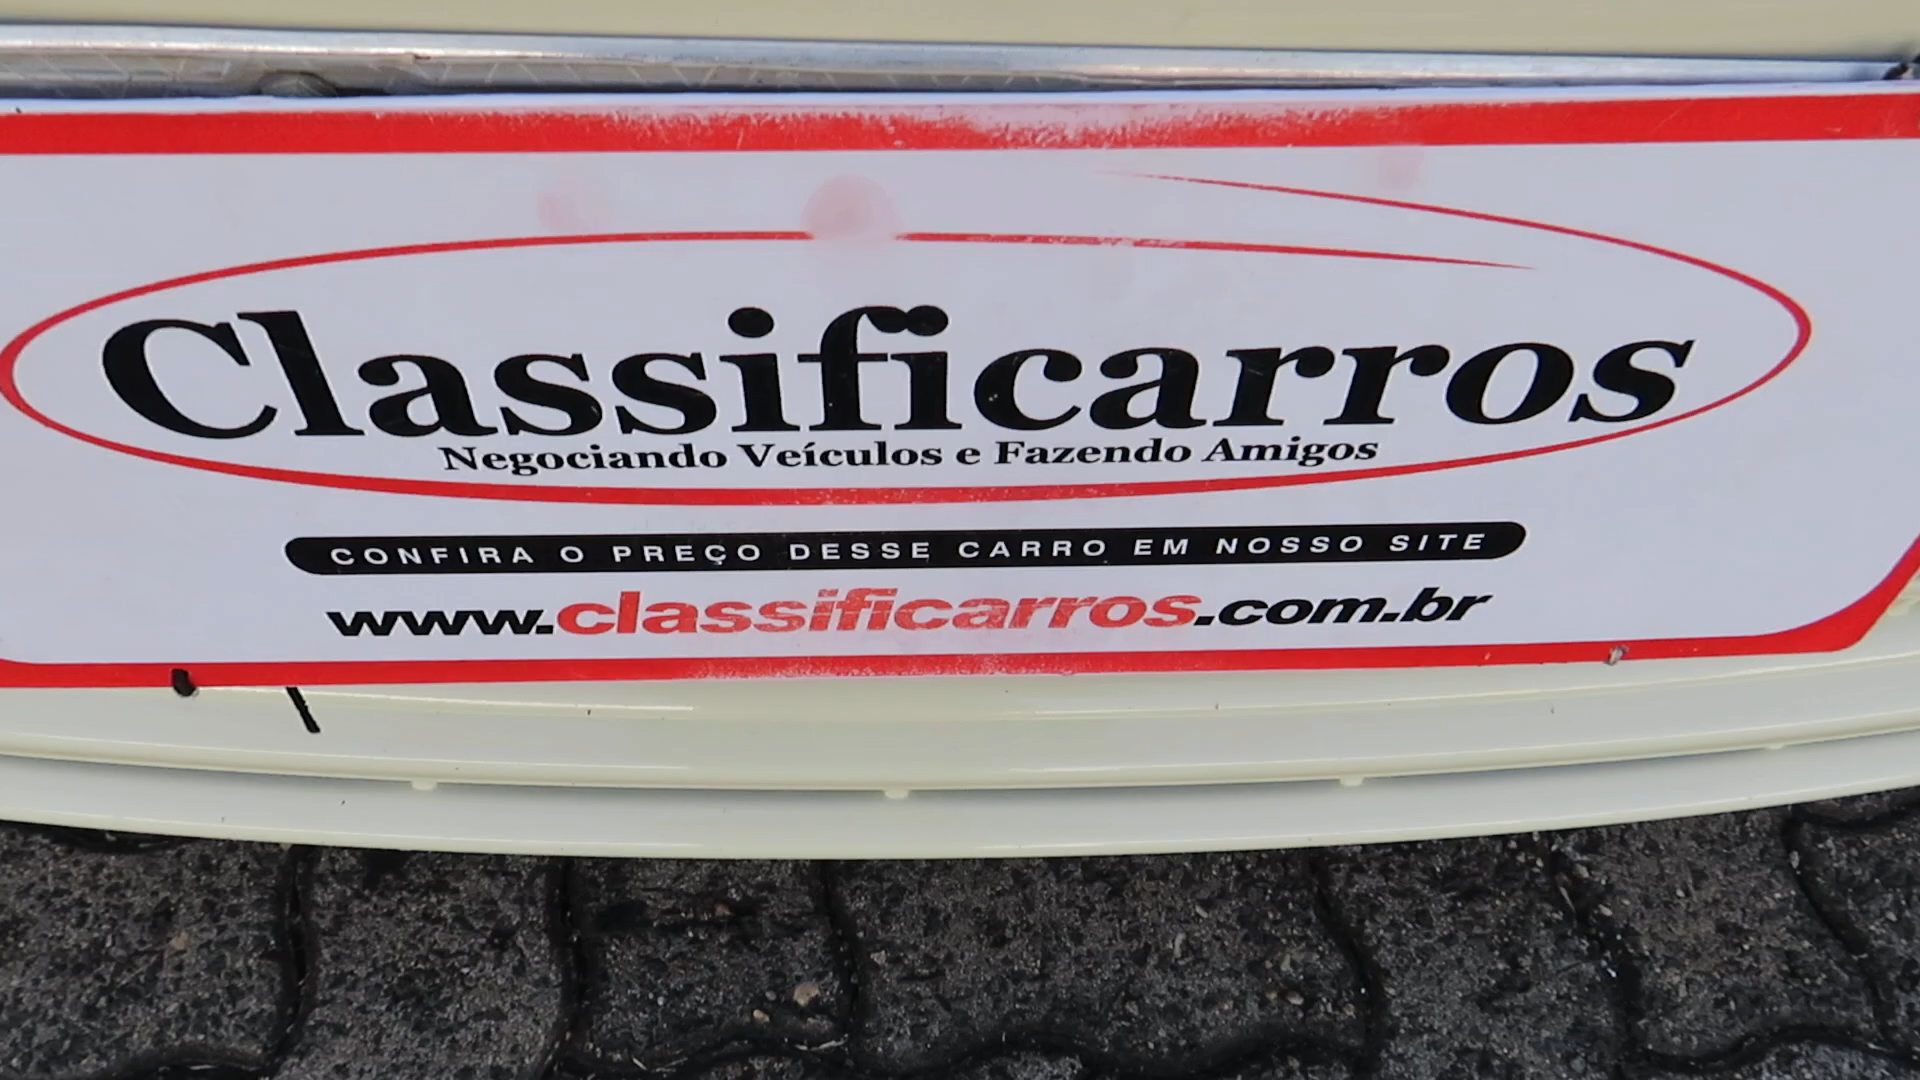 Classificarros
Negociando Veículos e Fazendo Amigos
CONFIRA O PREÇO DESSE CARRO EM NOSSO SITE
www.classificarros.com.br